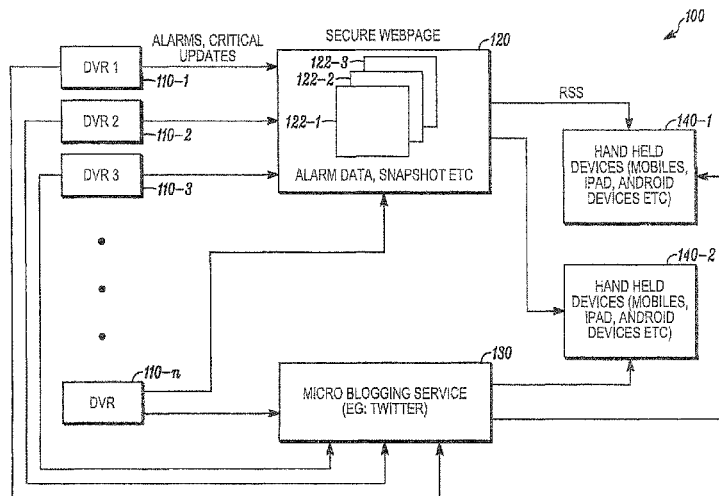 100
SECURE WEBPAGE
120
DVR 1
110-1
ALARMS, CRITICAL
UPDATES
122-3
122-2
122-1
ALARM DATA, SNAPSHOT ETC
DVR 2
110-2
DVR 3
110-3
RSS
140-1
HAND HELD
DEVICES (MOBILES,
IPAD, ANDROID
DEVICES ETC)
140-2
HAND HELD
DEVICES (MOBILES,
IPAD, ANDROID
DEVICES ETC)
110-n
DVR
130
MICRO BLOGGING SERVICE
(EG: TWITTER)